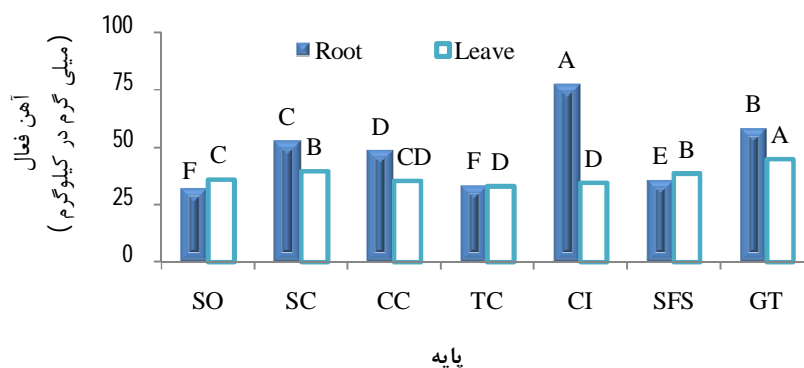 آهن فعال
(میلی گرم در کیلوگرم)
100
75
50
25
0
Root
Leave
F C C B D CD F D A D E B B A
SO SC CC TC CI SFS GT
پایه